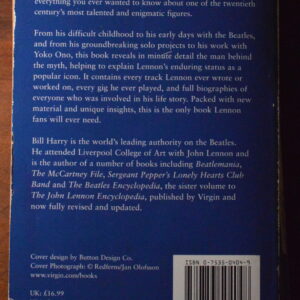 everything you ever wanted to know about one of the twentieth
century's most talented and enigmatic figures.
From his difficult childhood to his early days with the Beatles,
and from his groundbreaking solo projects to his work with
Yoko Ono, this book reveals in minute detail the man behind
the myth, helping to explain Lennon's enduring status as a
popular icon. It contains every track Lennon ever wrote or
worked on, every gig he ever played, and full biographies of
everyone who was involved in his life story. Packed with new
material and unique insights, this is the only book Lennon
fans will ever need.
Bill Harry is the world's leading authority on the Beatles.
He attended Liverpool College of Art with John Lennon and
is the author of a number of books including Beatlemania,
The McCartney File, Sergeant Pepper's Lonely Hearts Club
Band and The Beatles Encyclopedia, the sister volume to
The John Lennon Encyclopedia, published by Virgin and
now fully revised and updated.
Cover design by Button Design Co.
Cover Photograph: © Redferns/Jan Olofsson
www.virgin.com/books
UK: £16.99
ISBN 0-7535-0404-9